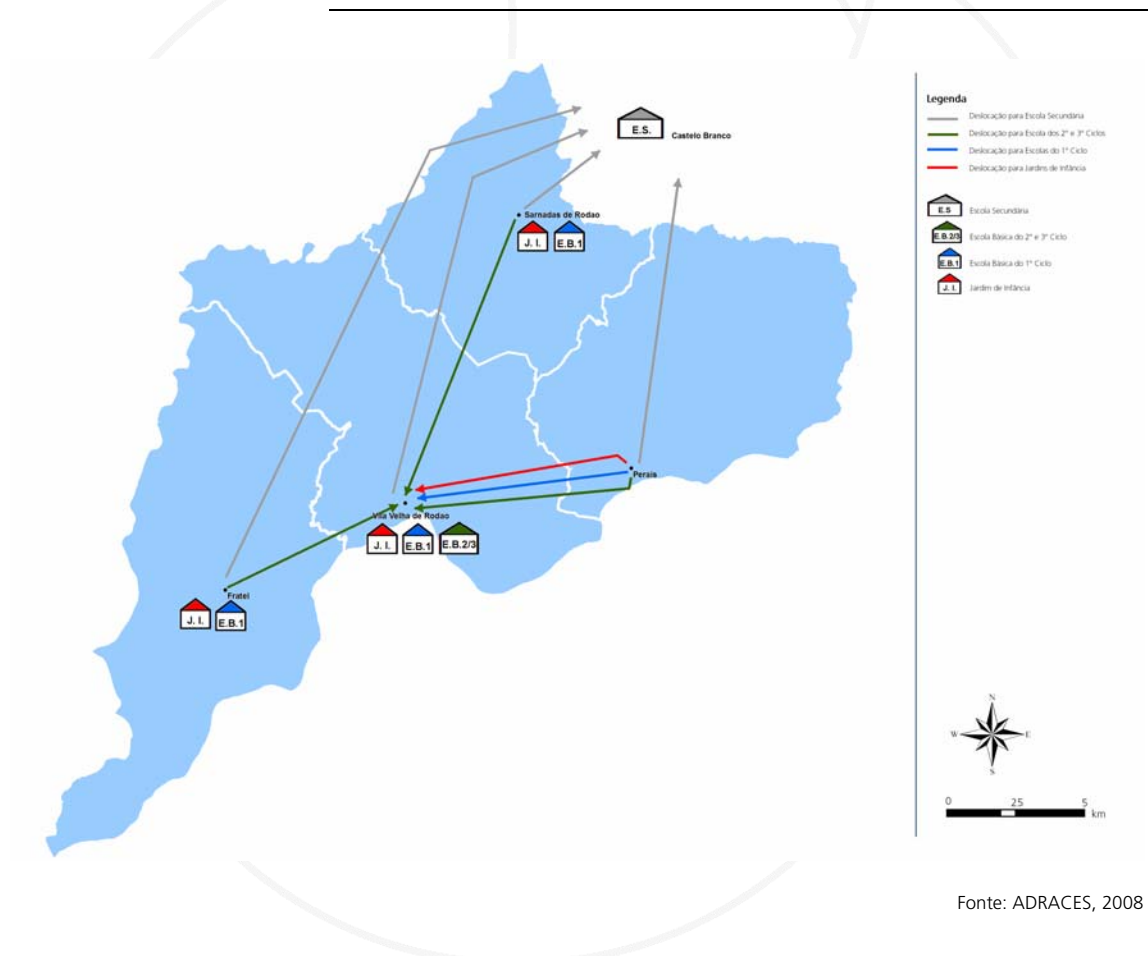 E.S.
Castelo Branco
Sarnadas de Rodao
J. I.
E.B.1
Perais
Vila Velha de Rodao
J. I.
E.B.1
E.B.2/3
Fratel
J. I.
E.B.1
Legenda
Deslocação para Escola Secundária
Deslocação para Escola dos 2º e 3º Ciclos
Deslocação para Escolas do 1º Ciclo
Deslocação para Jardins de Infância
E.S
Escola Secundária
E.B.2/3
Escola Básica do 2º e 3º Ciclo
E.B.1
Escola Básica do 1º Ciclo
J. I.
Jardim de Infância
N
W
E
S
0 25 5
km
Fonte: ADRACES, 2008